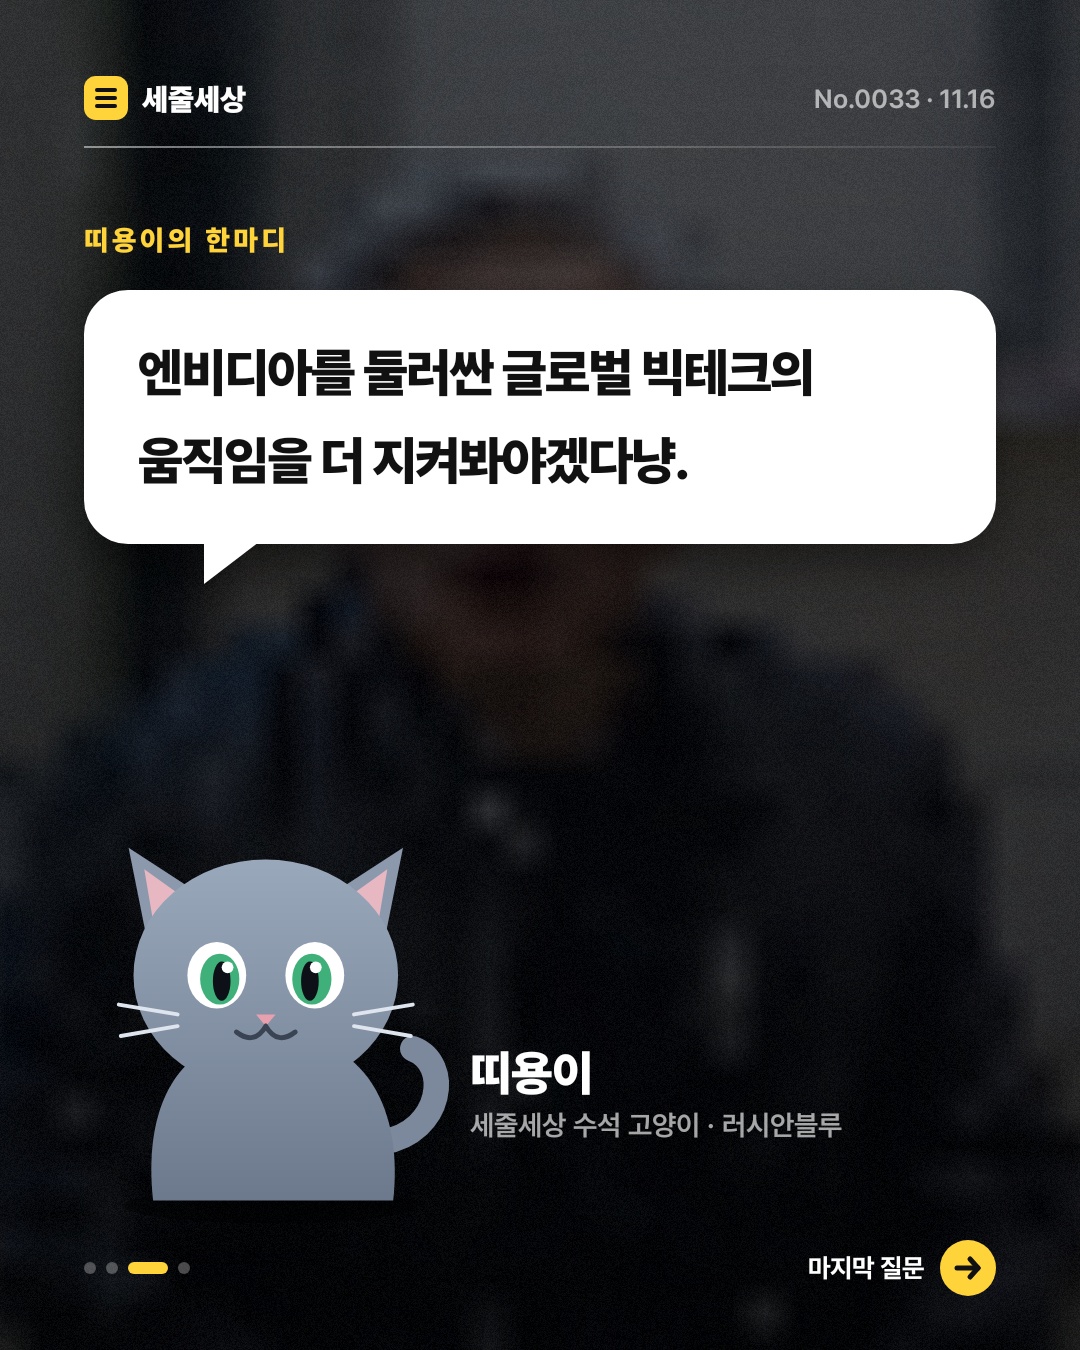 세줄세상
No.0033 · 11.16
띠용이의 한마디
엔비디아를 둘러싼 글로벌 빅테크의
움직임을 더 지켜봐야겠다냥.
띠용이
세줄세상 수석 고양이 · 러시안블루
마지막 질문